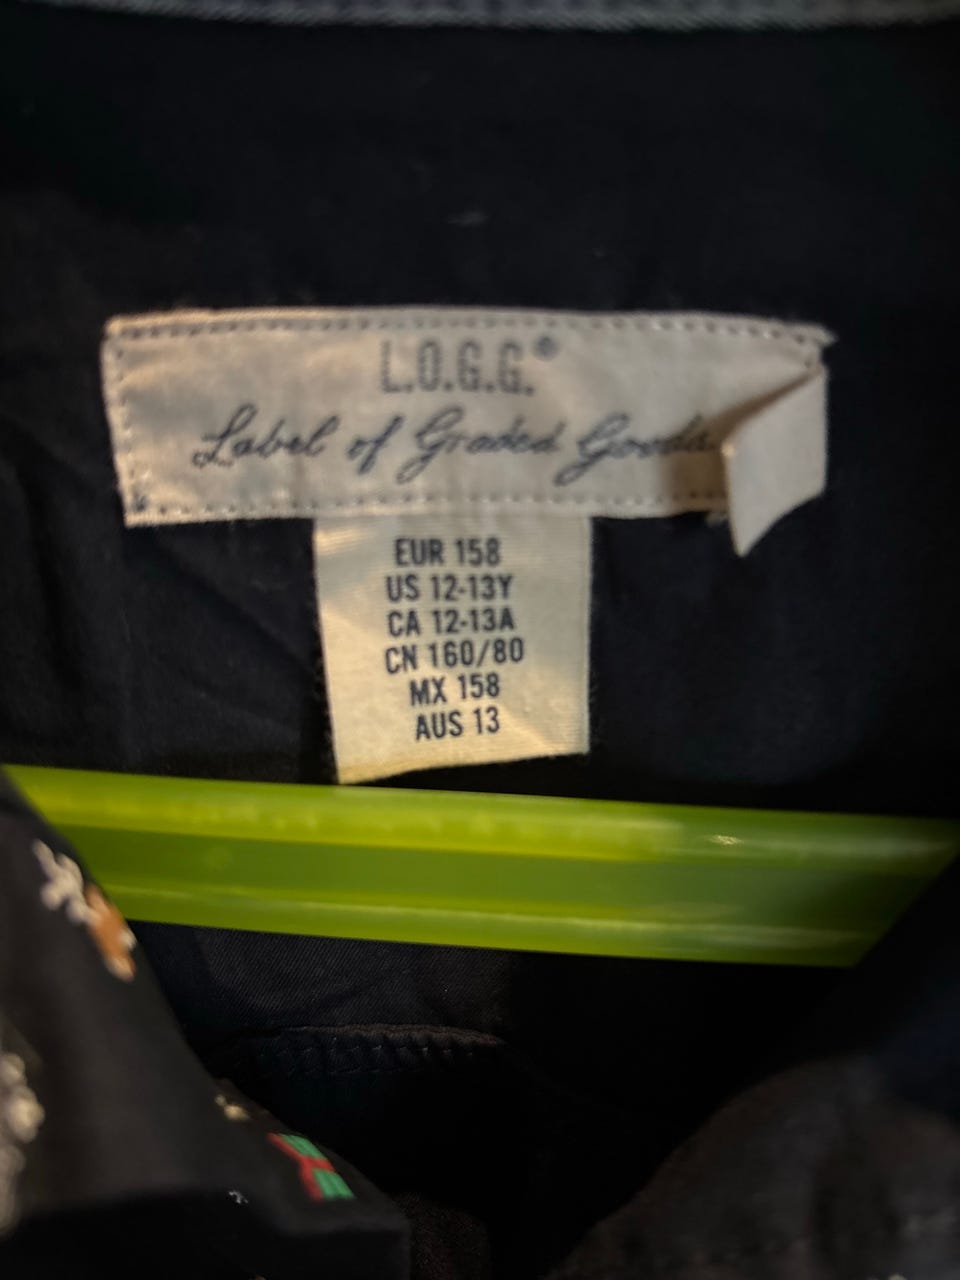 L.O.G.G.®
Label of Graded Goods
EUR 158
US 12-13Y
CA 12-13A
CN 160/80
MX 158
AUS 13